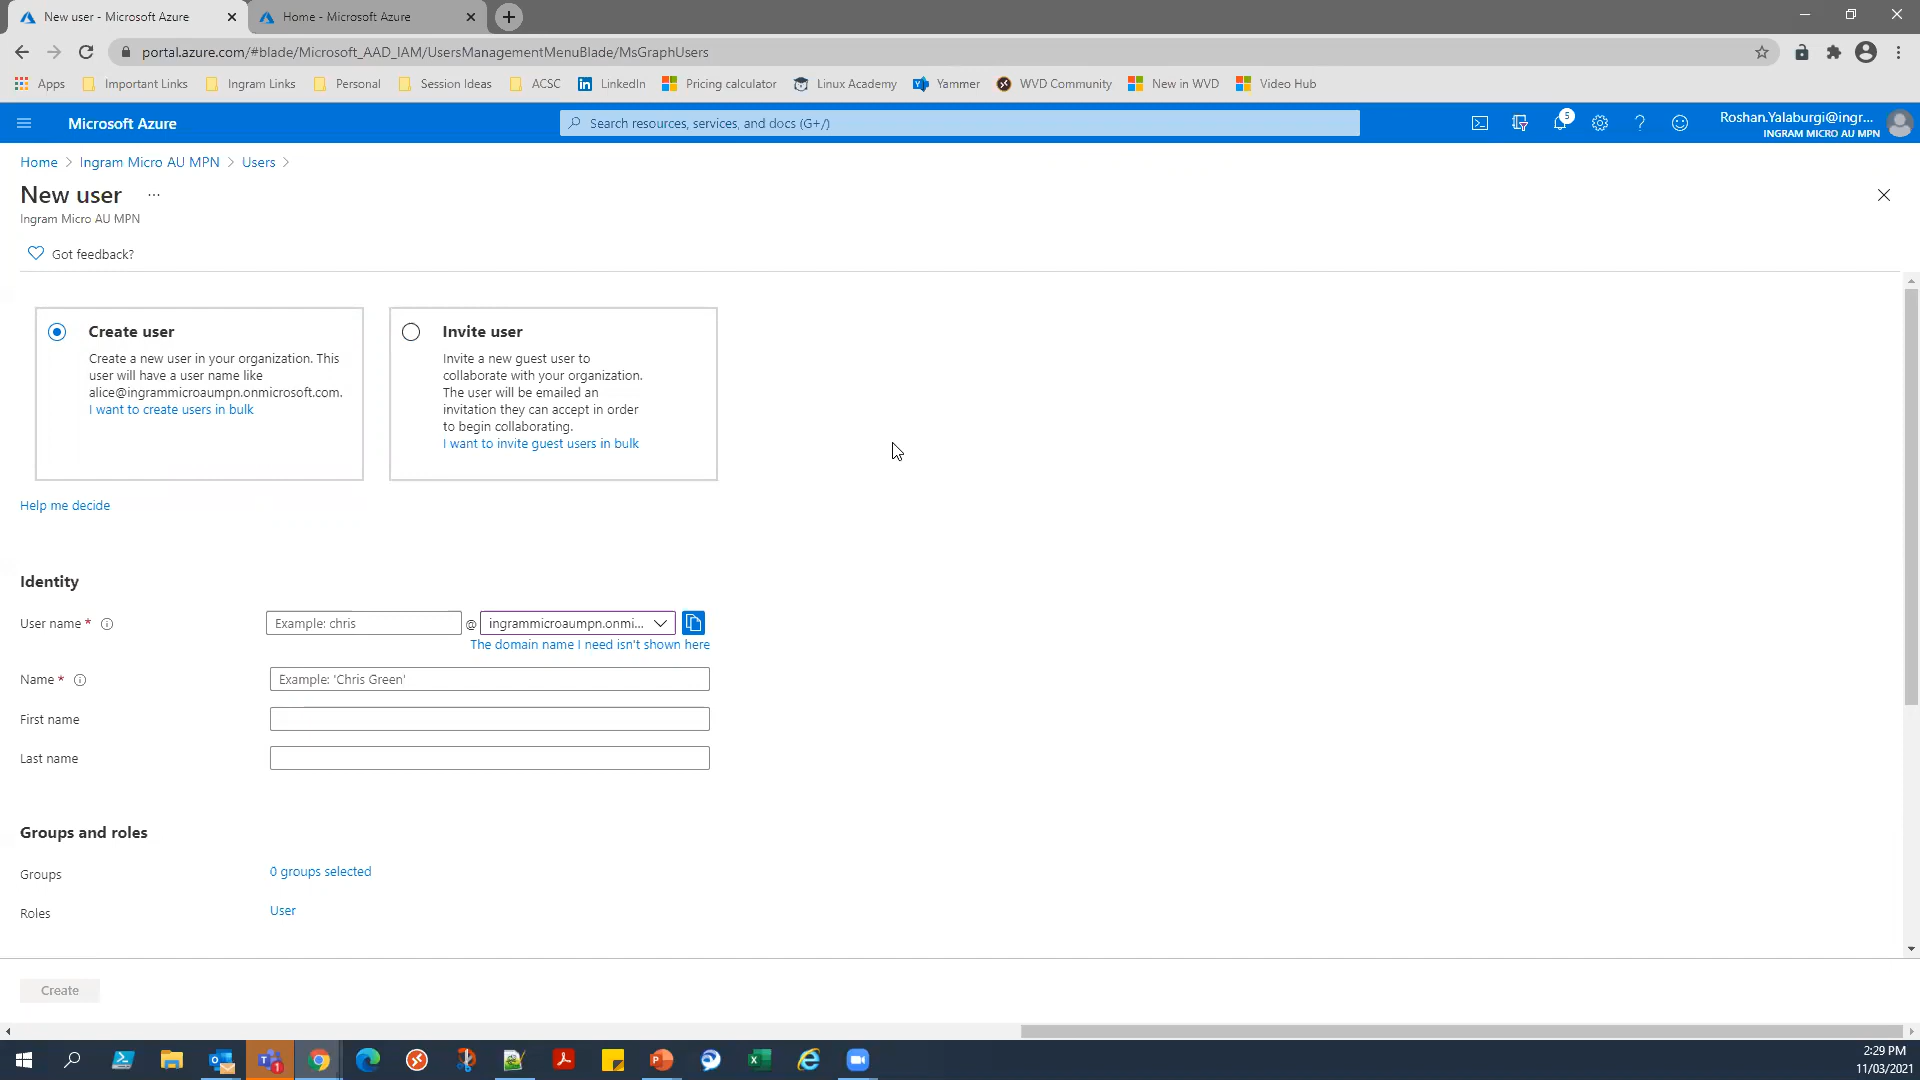 New user - Microsoft Azure
Home - Microsoft Azure
portal.azure.com/#blade/Microsoft_AAD_IAM/UsersManagementMenuBlade/MsGraphUsers
Apps
Important Links
Ingram Links
Personal
Session Ideas
ACSC
LinkedIn
Pricing calculator
Linux Academy
Yammer
WVD Community
New in WVD
Video Hub
Microsoft Azure
Search resources, services, and docs (G+/)
5
Roshan.Yalaburgi@ingr...
INGRAM MICRO AU MPN
Home > Ingram Micro AU MPN > Users >
New user ...
Ingram Micro AU MPN
Got feedback?
Create user
Create a new user in your organization. This
user will have a user name like
alice@ingrammicroaumpn.onmicrosoft.com.
I want to create users in bulk
Invite user
Invite a new guest user to
collaborate with your organization.
The user will be emailed an
invitation they can accept in order
to begin collaborating.
I want to invite guest users in bulk
Help me decide
Identity
User name *
Example: chris
@
ingrammicroaumpn.onmi...
The domain name I need isn't shown here
Name *
Example: 'Chris Green'
First name
Last name
Groups and roles
Groups
0 groups selected
Roles
User
Create
2:29 PM
11/03/2021